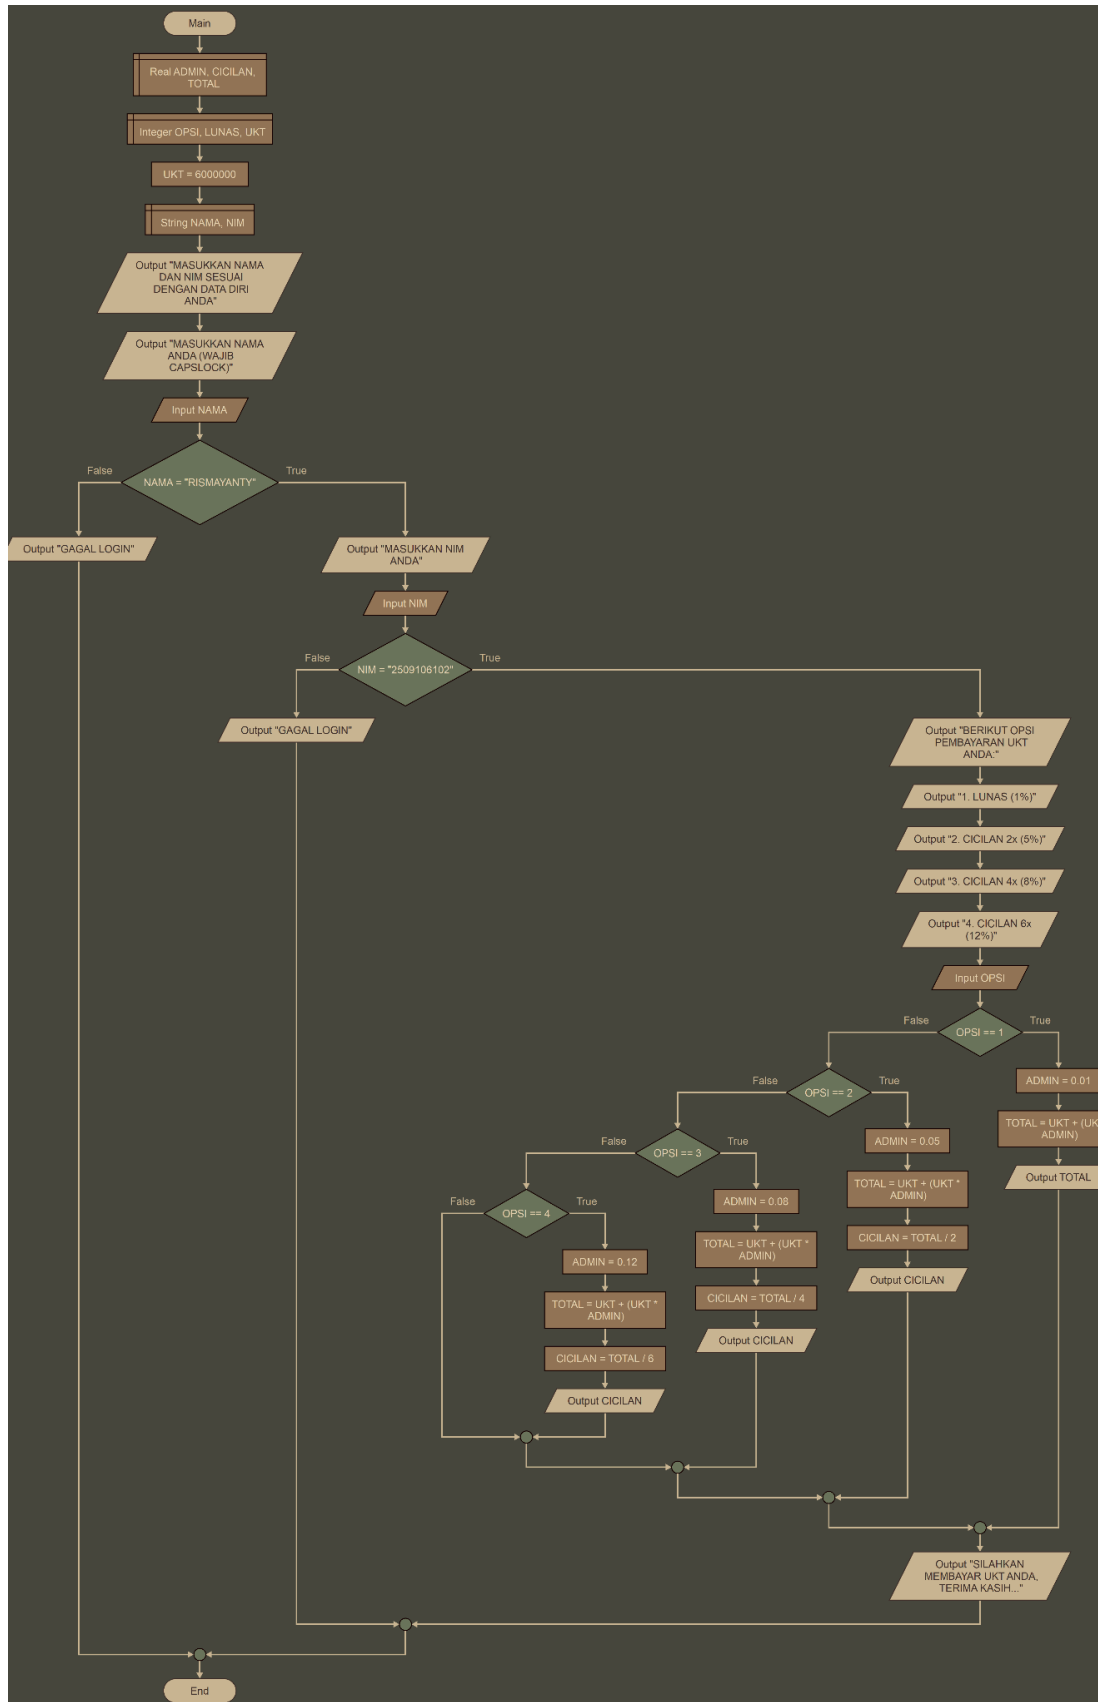 Main
Real ADMIN, CICILAN,
TOTAL
Integer OPSI, LUNAS, UKT
UKT = 6000000
String NAMA, NIM
Output "MASUKKAN NAMA
DAN NIM SESUAI
DENGAN DATA DIRI
ANDA"
Output "MASUKKAN NAMA
ANDA (WAJIB
CAPSLOCK)"
Input NAMA
False
NAMA = "RISMAYANTY"
True
Output "GAGAL LOGIN"
Output "MASUKKAN NIM
ANDA"
Input NIM
False
NIM = "2509106102"
True
Output "GAGAL LOGIN"
Output "BERIKUT OPSI
PEMBAYARAN UKT
ANDA:"
Output "1. LUNAS (1%)"
Output "2. CICILAN 2x (5%)"
Output "3. CICILAN 4x (8%)"
Output "4. CICILAN 6x
(12%)"
Input OPSI
False
OPSI == 1
True
ADMIN = 0.01
TOTAL = UKT + (UK
ADMIN)
Output TOTAL
False
OPSI == 2
True
ADMIN = 0.05
TOTAL = UKT + (UKT *
ADMIN)
CICILAN = TOTAL / 2
Output CICILAN
False
OPSI == 3
True
ADMIN = 0.08
TOTAL = UKT + (UKT *
ADMIN)
CICILAN = TOTAL / 4
Output CICILAN
False
OPSI == 4
True
ADMIN = 0.12
TOTAL = UKT + (UKT *
ADMIN)
CICILAN = TOTAL / 6
Output CICILAN
Output "SILAHKAN
MEMBAYAR UKT ANDA,
TERIMA KASIH..."
End